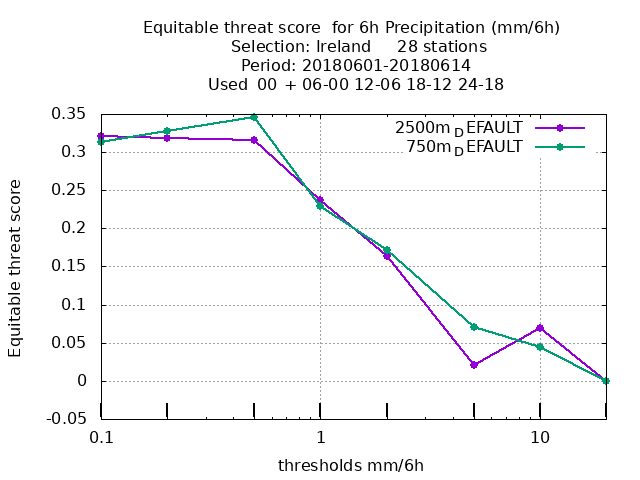 Equitable threat score  for 6h Precipitation (mm/6h)
Selection: Ireland     28 stations
Period: 20180601-20180614
Used  00 + 06-00 12-06 18-12 24-18
2500m_DEFAULT
750m_DEFAULT
0.35
0.3
0.25
0.2
0.15
0.1
0.05
0
-0.05
Equitable threat score
0.1
1
10
thresholds mm/6h